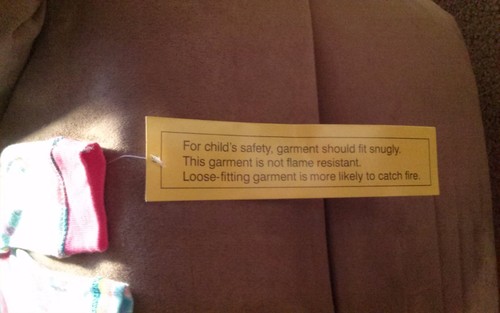 For child's safety, garment should fit snugly.
This garment is not flame resistant.
Loose-fitting garment is more likely to catch fire.